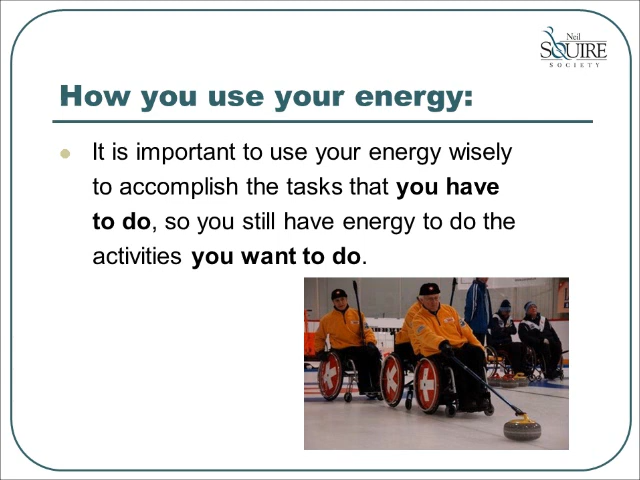 Neil
SQUIRE
SOCIETY
How you use your energy:
It is important to use your energy wisely
to accomplish the tasks that you have
to do, so you still have energy to do the
activities you want to do.